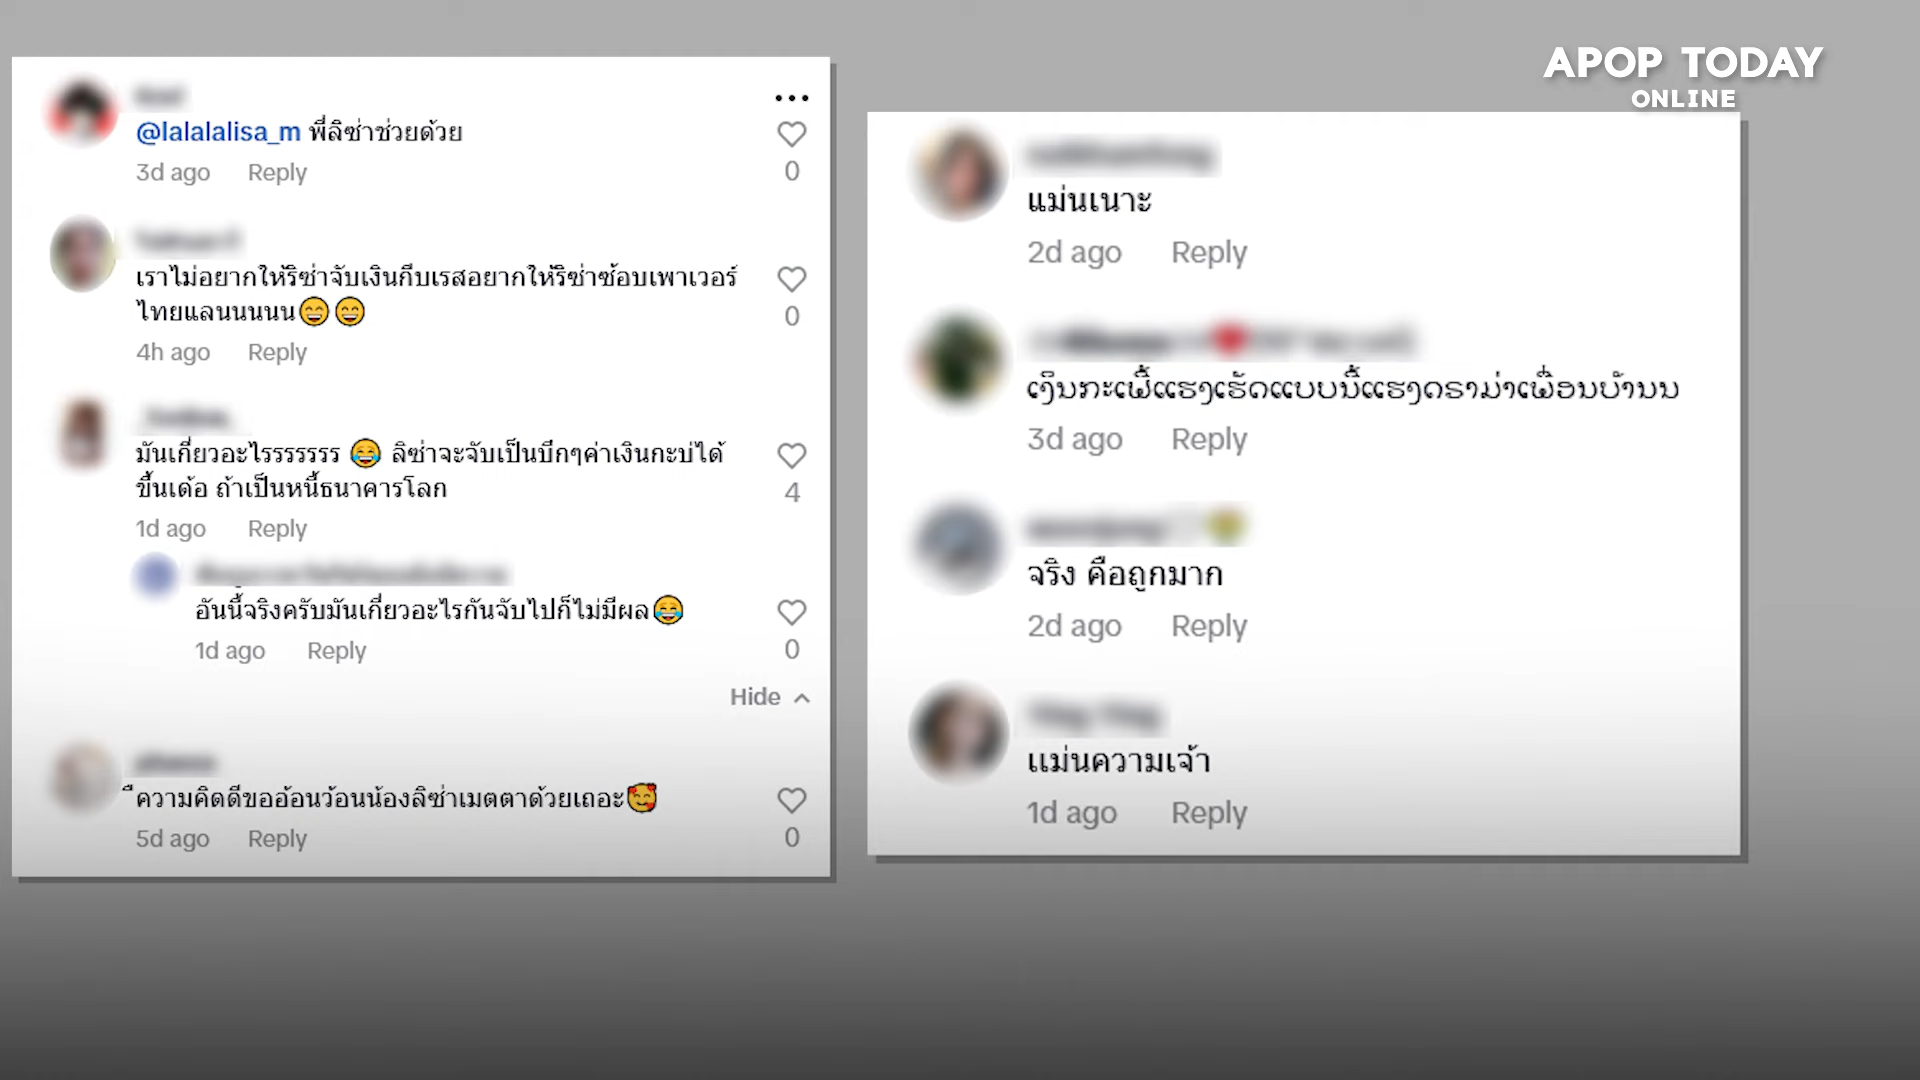 APOP TODAY
ONLINE
@lalalalisa_m พี่ลิซ่าช่วยด้วย
3d ago Reply
0
เราไม่อยากให้ริซ่าจับเงินกีบเรสอยากให้ริซ่าซ้อบเพาเวอร์
ไทยแลนนนนน😄😄
0
4h ago Reply
มันเกี่ยวอะไรรรรรรร 😂 ลิซ่าจะจับเป็นบึกๆค่าเงินกะบ่ได้
ขึ้นเด้อ ถ้าเป็นหนี้ธนาคารโลก
4
1d ago Reply
อันนี้จริงครับมันเกี่ยวอะไรกันจับไปก็ไม่มีผล😂
1d ago Reply
0
Hide
ความคิดดีขออ้อนว้อนน้องลิซ่าเมตตาด้วยเถอะ🥰
5d ago Reply
0
แม่นเนาะ
2d ago Reply
ເງິນກະເຟີ້ແຮງເຮັດແບບນີ້ແຮງດຣາມ່າເພື່ອນບ້ານນ
3d ago Reply
จริง คือถูกมาก
2d ago Reply
แม่นความเจ้า
1d ago Reply